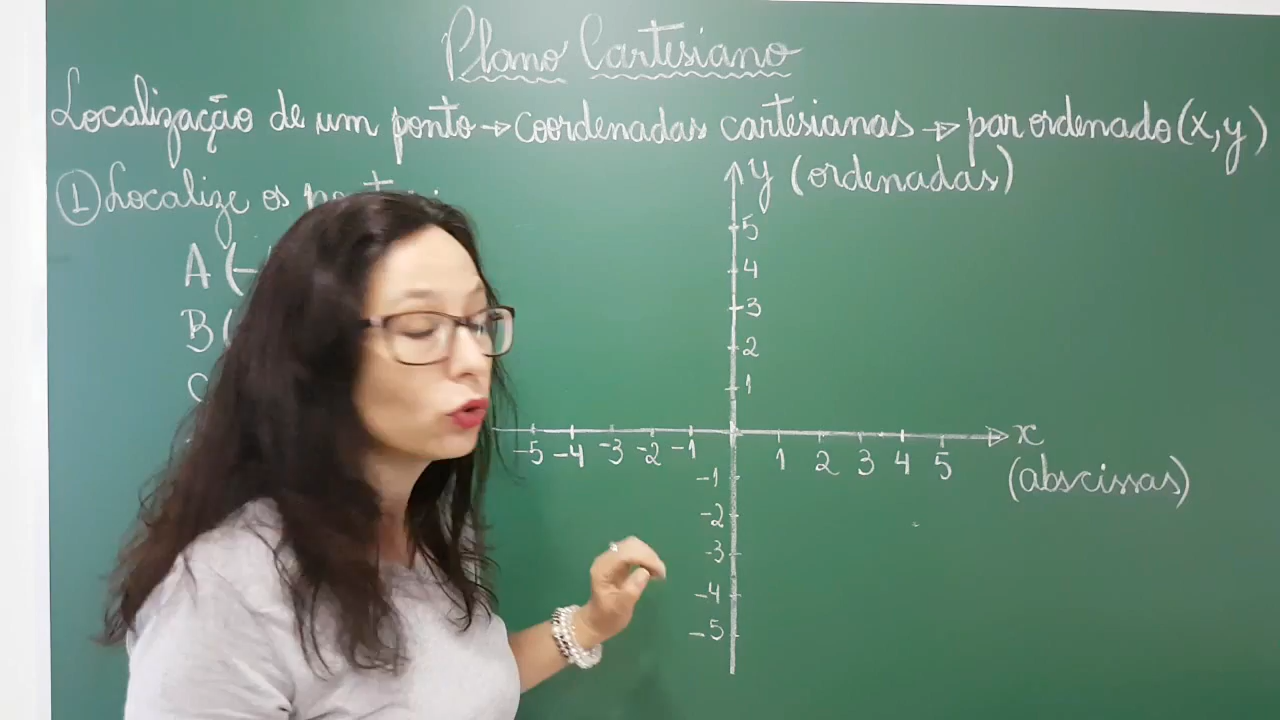 Plano Cartesiano
Localização de um ponto → coordenadas cartesianas → par ordenado (x, y)
① Localize os
A (-
B (
y (ordenadas)
5
4
3
2
1
-5 -4 -3 -2 -1 1 2 3 4 5 x
(abscissas)
-1
-2
-3
-4
-5